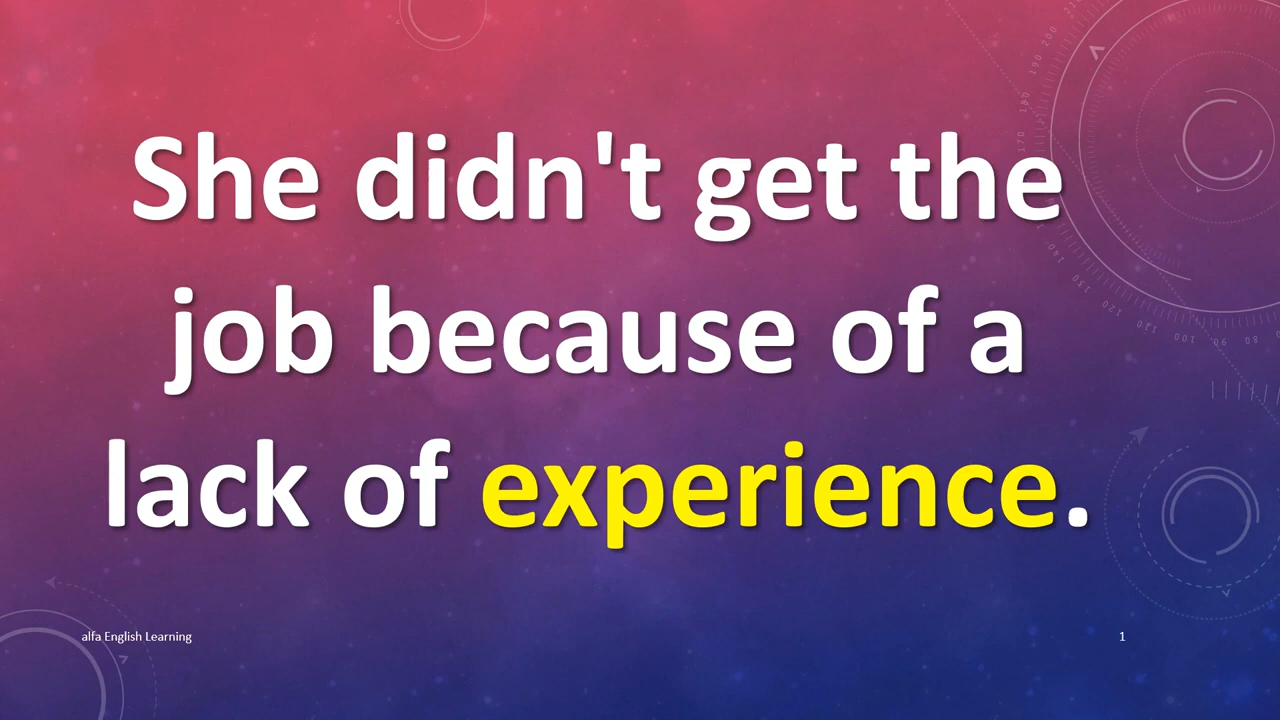 She didn't get the
job because of a
lack of experience.
alfa English Learning
1